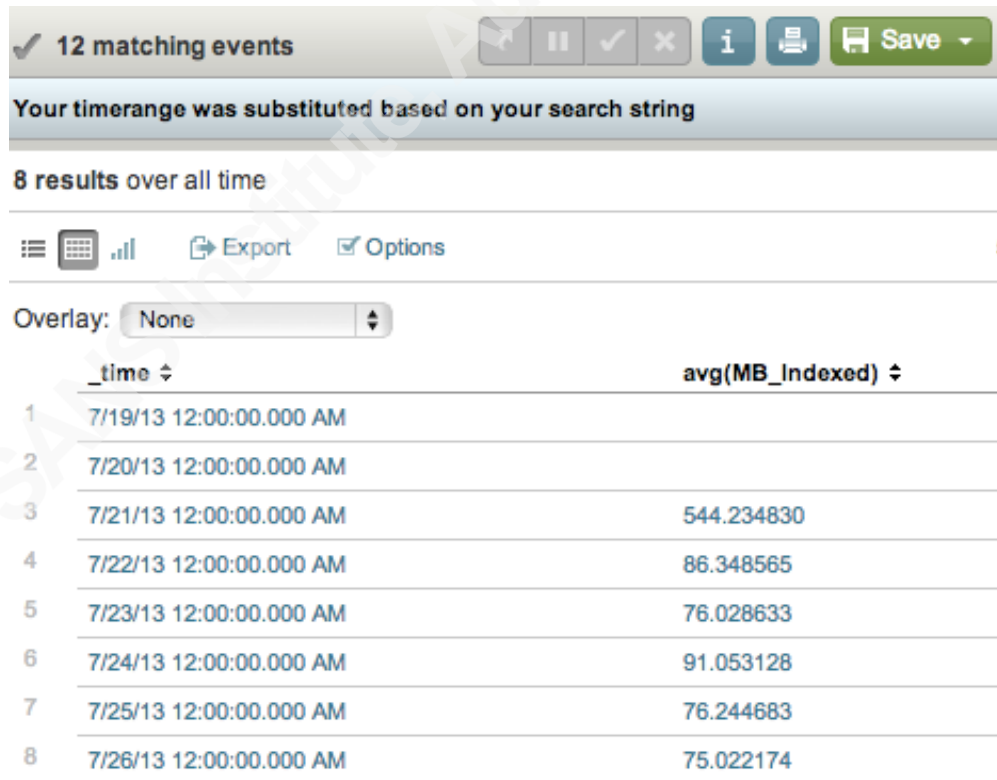 12 matching events i Save
Your timerange was substituted based on your search string
8 results over all time
Export Options
Overlay: None
_time avg(MB_Indexed)
1 7/19/13 12:00:00.000 AM
2 7/20/13 12:00:00.000 AM
3 7/21/13 12:00:00.000 AM 544.234830
4 7/22/13 12:00:00.000 AM 86.348565
5 7/23/13 12:00:00.000 AM 76.028633
6 7/24/13 12:00:00.000 AM 91.053128
7 7/25/13 12:00:00.000 AM 76.244683
8 7/26/13 12:00:00.000 AM 75.022174
SANS Institute